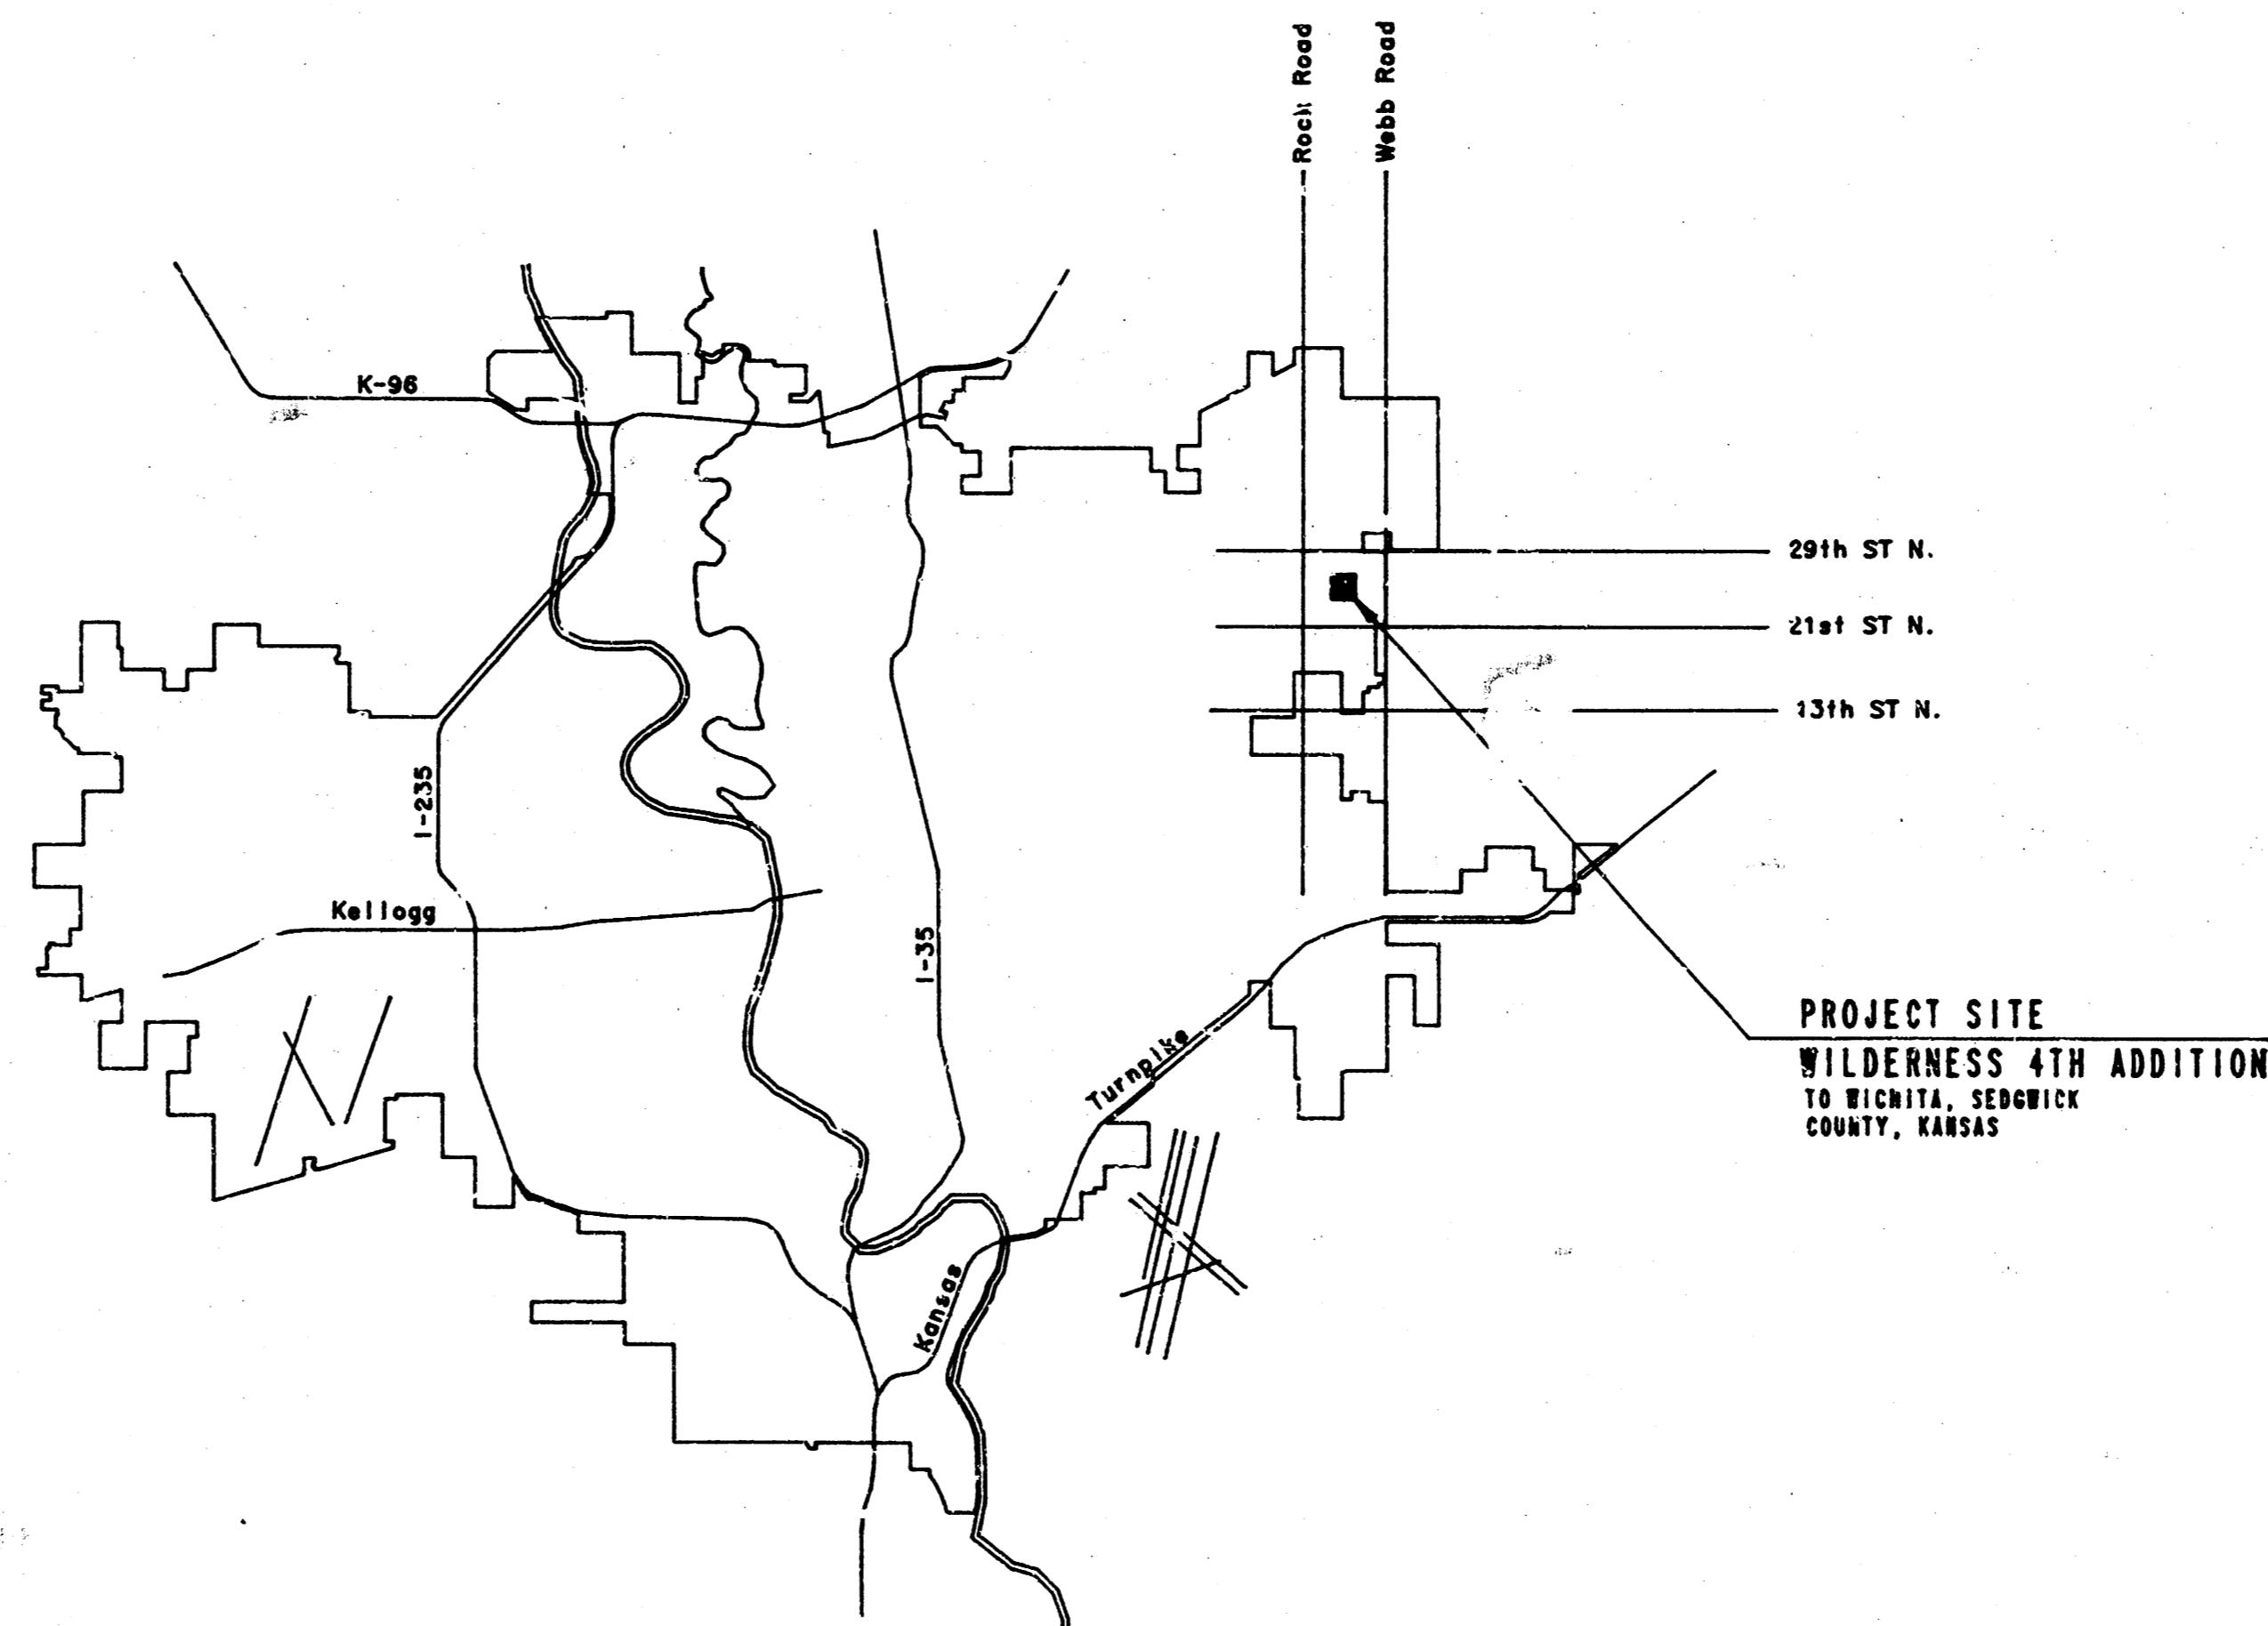 Rock Road
Webb Road
K-96
29th ST N.
21st ST N.
13th ST N.
I-235
Kellogg
I-35
Turnpike
Kansas
PROJECT SITE
WILDERNESS 4TH ADDITION
TO WICHITA, SEDGWICK
COUNTY, KANSAS